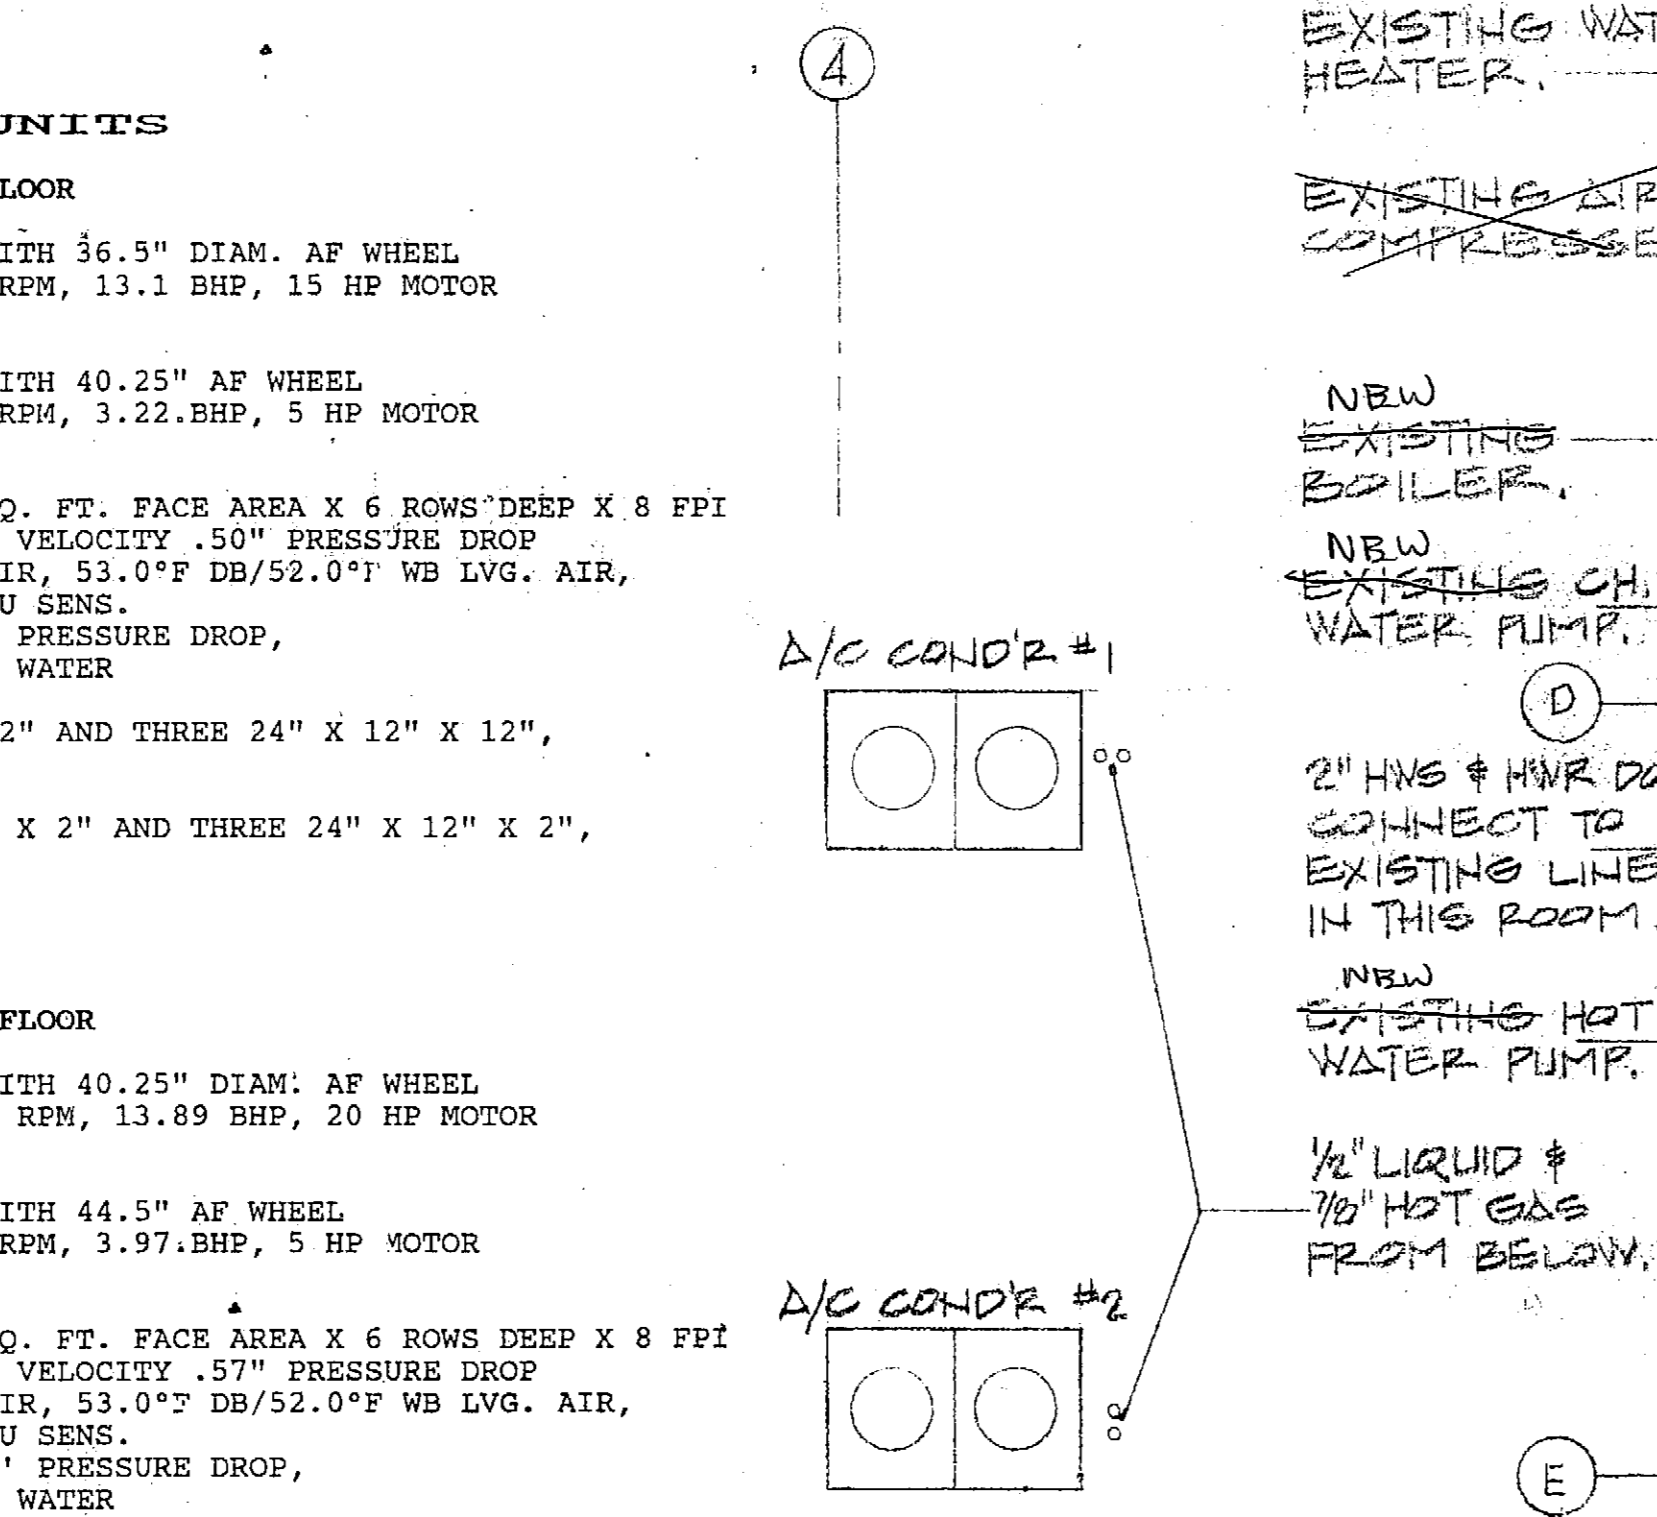 UNITS
LOOR
ITH 36.5" DIAM. AF WHEEL
RPM, 13.1 BHP, 15 HP MOTOR
ITH 40.25" AF WHEEL
RPM, 3.22 BHP, 5 HP MOTOR
Q. FT. FACE AREA X 6 ROWS DEEP X 8 FPI
VELOCITY .50" PRESSURE DROP
IR, 53.0°F DB/52.0°F WB LVG. AIR,
U SENS.
PRESSURE DROP,
WATER
2" AND THREE 24" X 12" X 12",
X 2" AND THREE 24" X 12" X 2",
FLOOR
ITH 40.25" DIAM. AF WHEEL
RPM, 13.89 BHP, 20 HP MOTOR
ITH 44.5" AF WHEEL
RPM, 3.97 BHP, 5 HP MOTOR
Q. FT. FACE AREA X 6 ROWS DEEP X 8 FPI
VELOCITY .57" PRESSURE DROP
IR, 53.0°F DB/52.0°F WB LVG. AIR,
U SENS.
' PRESSURE DROP,
WATER
4
A/C COND'R #1
A/C COND'R #2
EXISTING WAT
HEATER.
EXISTING AIR
COMPRESSE
NEW
EXISTING
BOILER.
NEW
EXISTING CH.
WATER PUMP.
D
2" HWS & HWR DO
CONNECT TO
EXISTING LINE
IN THIS ROOM.
NEW
EXISTING HOT
WATER PUMP.
1/2" LIQUID &
7/8" HOT GAS
FROM BELOW.
E